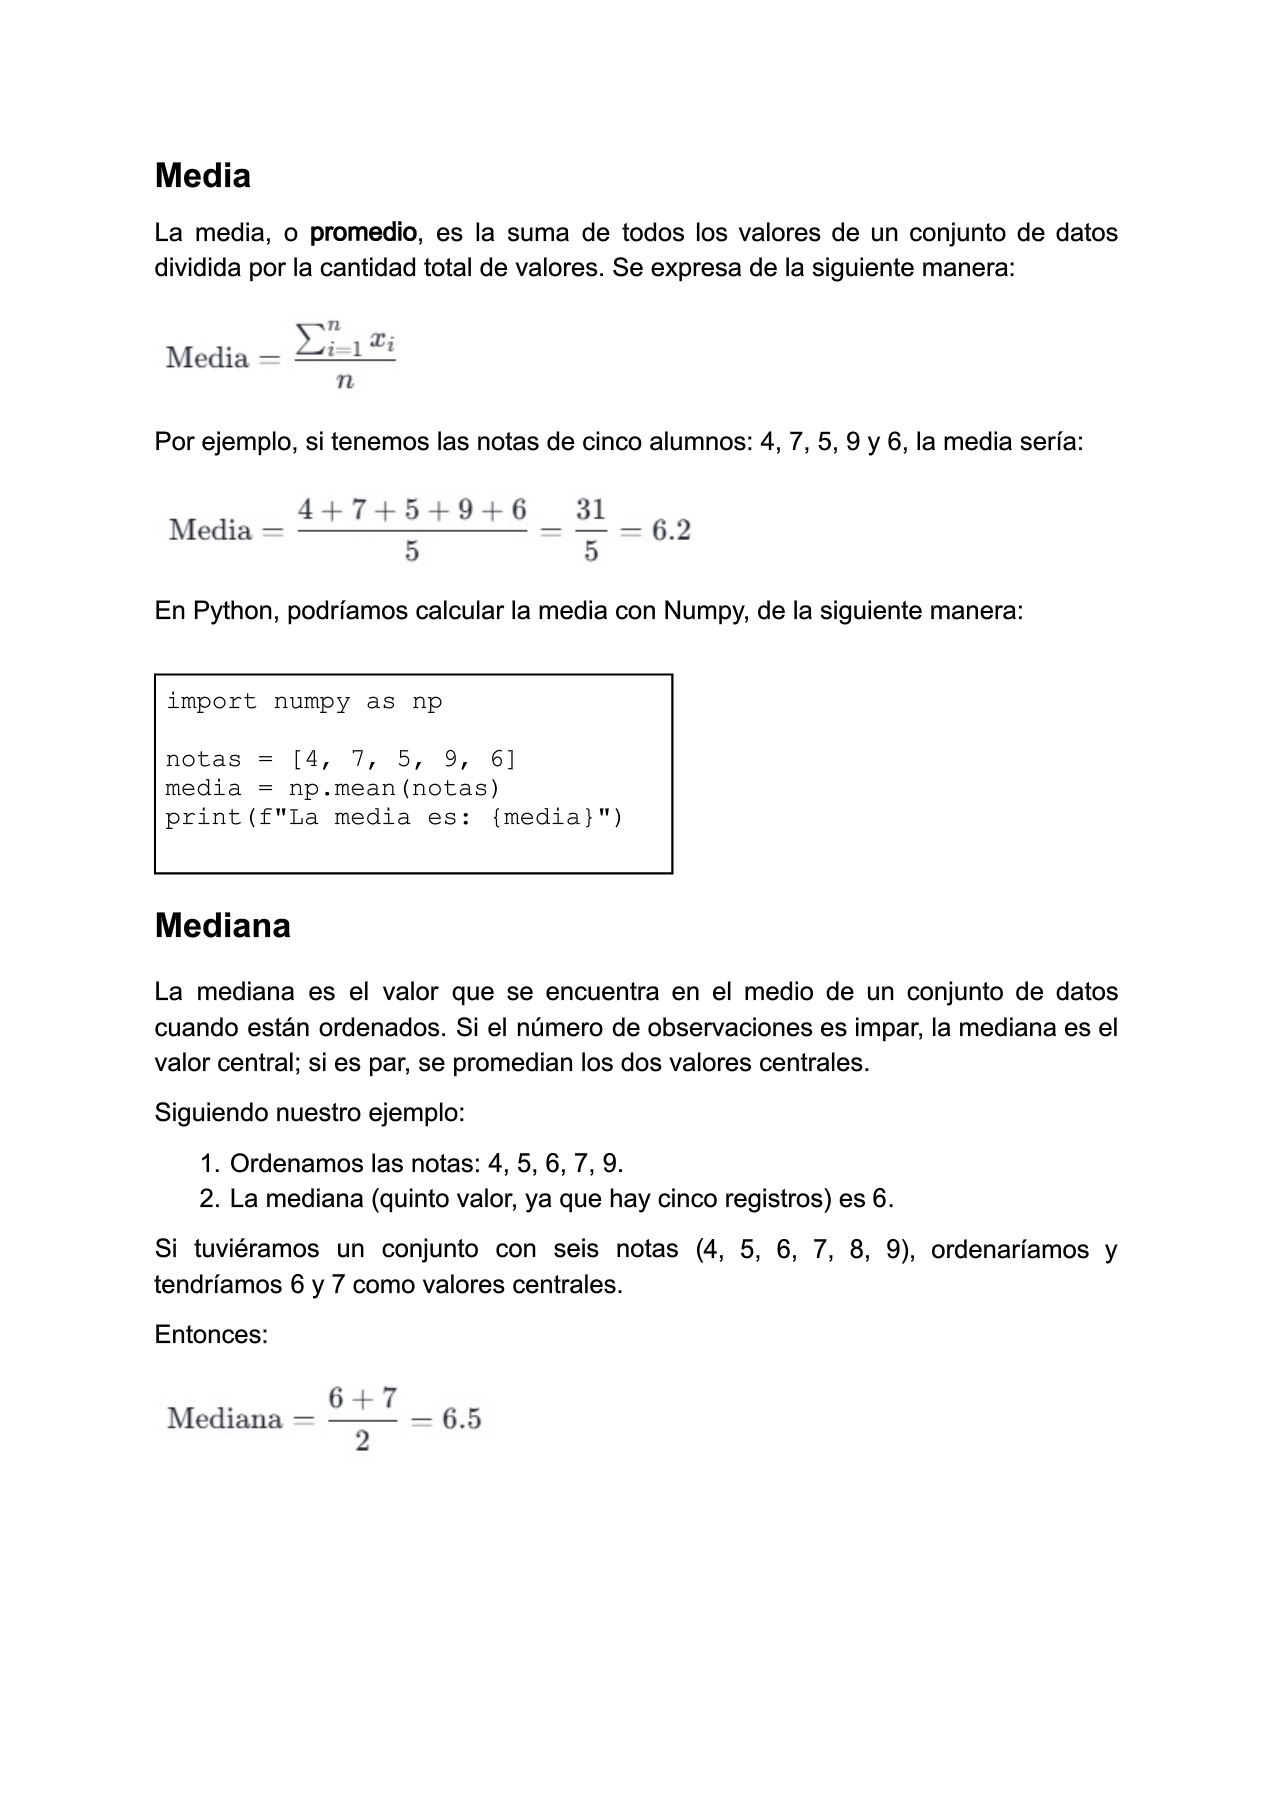 Media
La media, o promedio, es la suma de todos los valores de un conjunto de datos
dividida por la cantidad total de valores. Se expresa de la siguiente manera:
Media = \frac{\sum_{i=1}^{n} x_i}{n}
Por ejemplo, si tenemos las notas de cinco alumnos: 4, 7, 5, 9 y 6, la media sería:
Media = \frac{4 + 7 + 5 + 9 + 6}{5} = \frac{31}{5} = 6.2
En Python, podríamos calcular la media con Numpy, de la siguiente manera:
import numpy as np
notas = [4, 7, 5, 9, 6]
media = np.mean(notas)
print(f"La media es: {media}")
Mediana
La mediana es el valor que se encuentra en el medio de un conjunto de datos
cuando están ordenados. Si el número de observaciones es impar, la mediana es el
valor central; si es par, se promedian los dos valores centrales.
Siguiendo nuestro ejemplo:
1. Ordenamos las notas: 4, 5, 6, 7, 9.
2. La mediana (quinto valor, ya que hay cinco registros) es 6.
Si tuviéramos un conjunto con seis notas (4, 5, 6, 7, 8, 9), ordenaríamos y
tendríamos 6 y 7 como valores centrales.
Entonces:
Mediana = \frac{6 + 7}{2} = 6.5